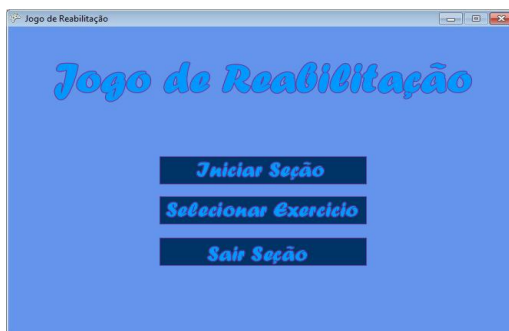 Jogo de Reabilitação
Jogo de Reabilitação
Iniciar Seção
Selecionar Exercicio
Sair Seção